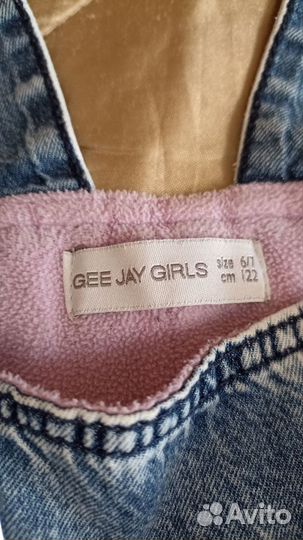 GEE JAY GIRLS
size 6/7
cm 122
Avito